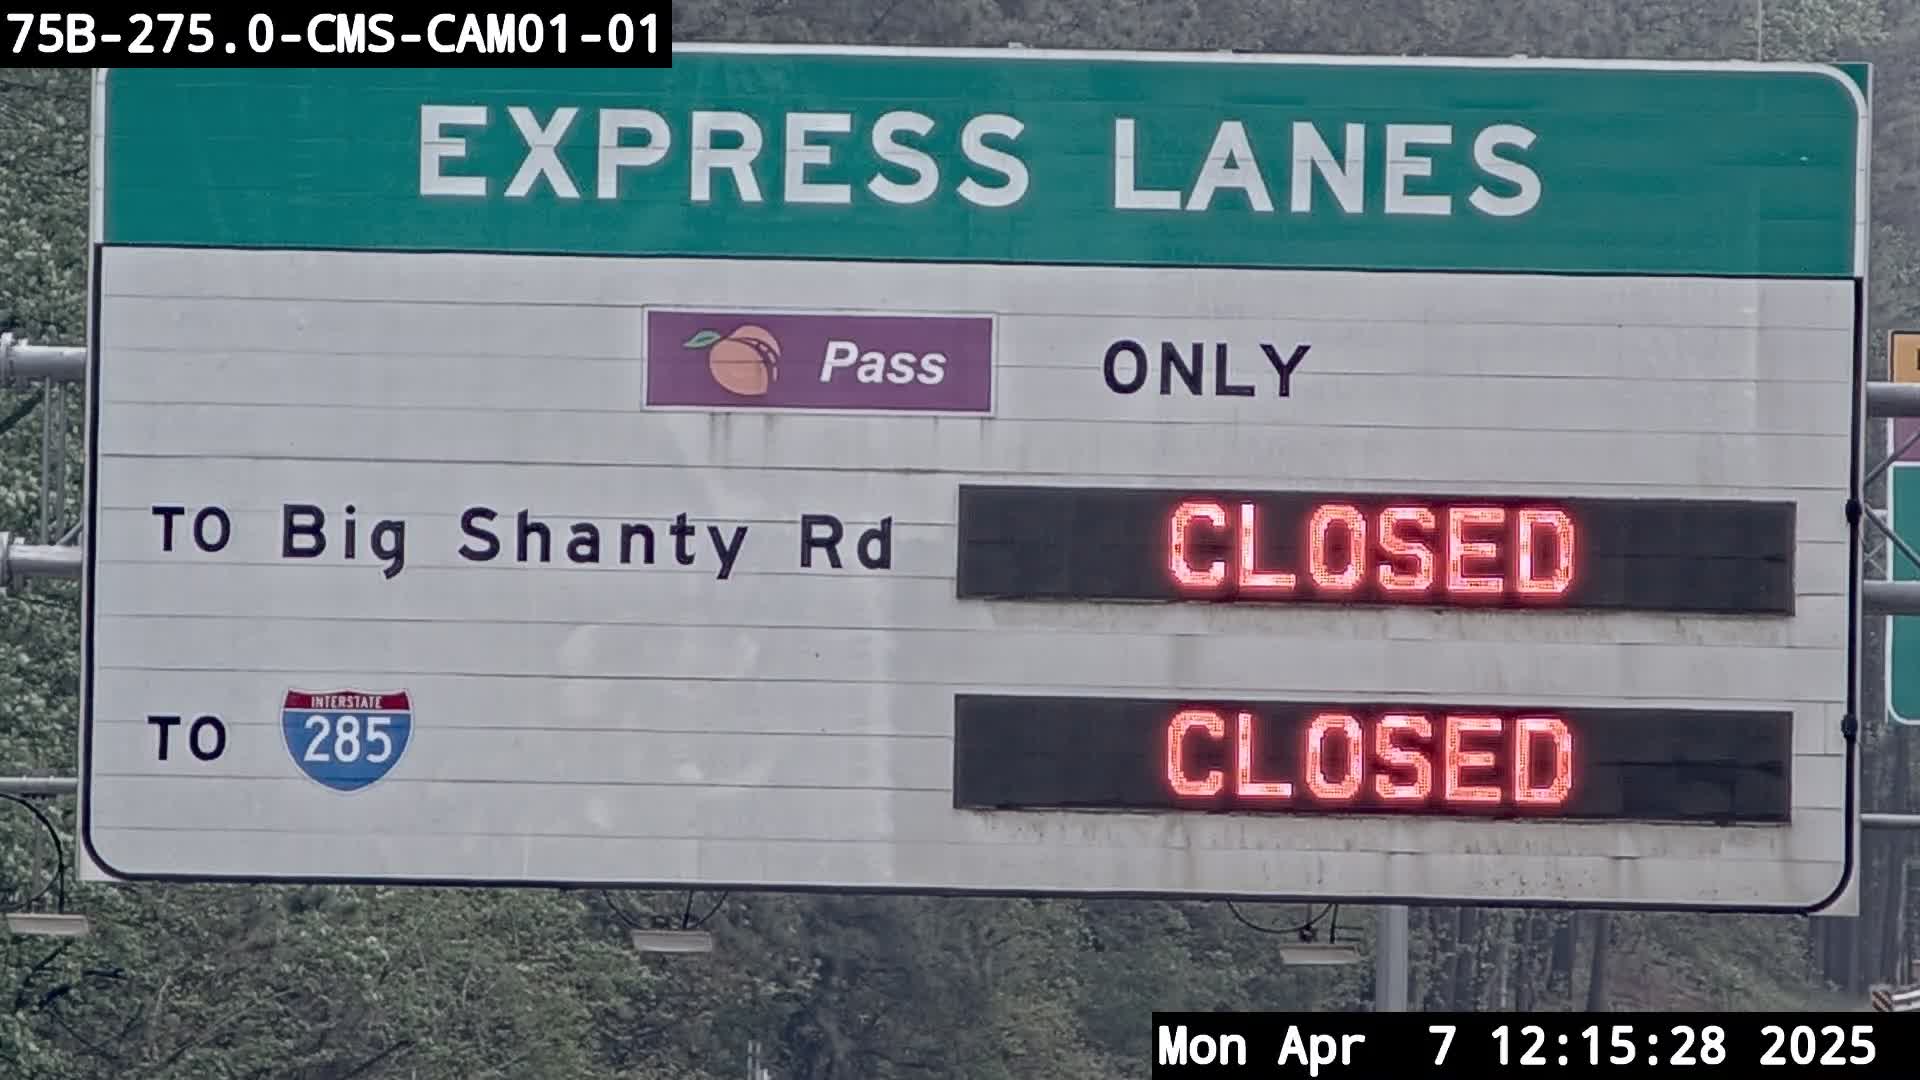 75B-275.0-CMS-CAM01-01
EXPRESS LANES
Pass ONLY
TO Big Shanty Rd CLOSED
TO INTERSTATE 285 CLOSED
Mon Apr 7 12:15:28 2025